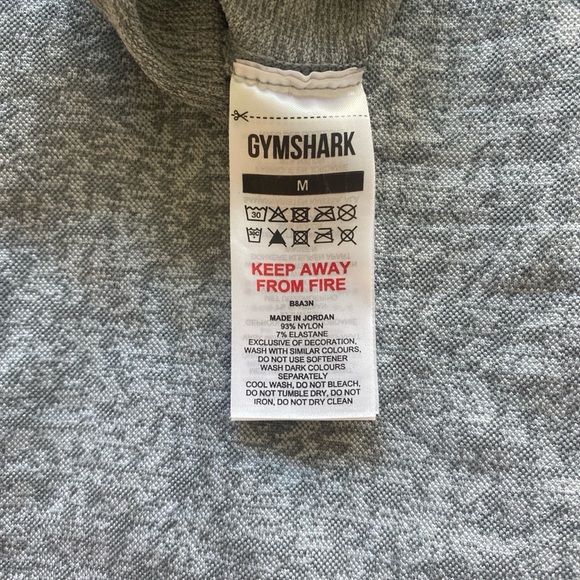 GYMSHARK
M
30
KEEP AWAY
FROM FIRE
B8A3N
MADE IN JORDAN
93% NYLON
7% ELASTANE
EXCLUSIVE OF DECORATION,
WASH WITH SIMILAR COLOURS,
DO NOT USE SOFTENER
WASH DARK COLOURS
SEPARATELY
COOL WASH, DO NOT BLEACH,
DO NOT TUMBLE DRY, DO NOT
IRON, DO NOT DRY CLEAN